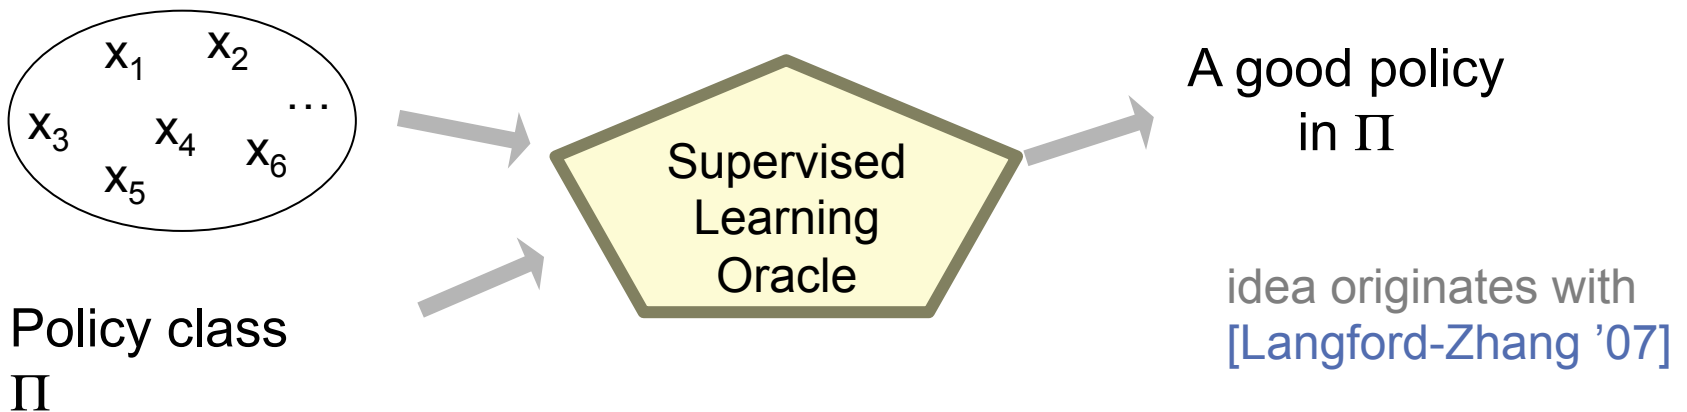 x₁ x₂
...
x₃ x₄ x₆
x₅
Policy class
Π
Supervised
Learning
Oracle
A good policy
in Π
idea originates with
[Langford-Zhang ’07]